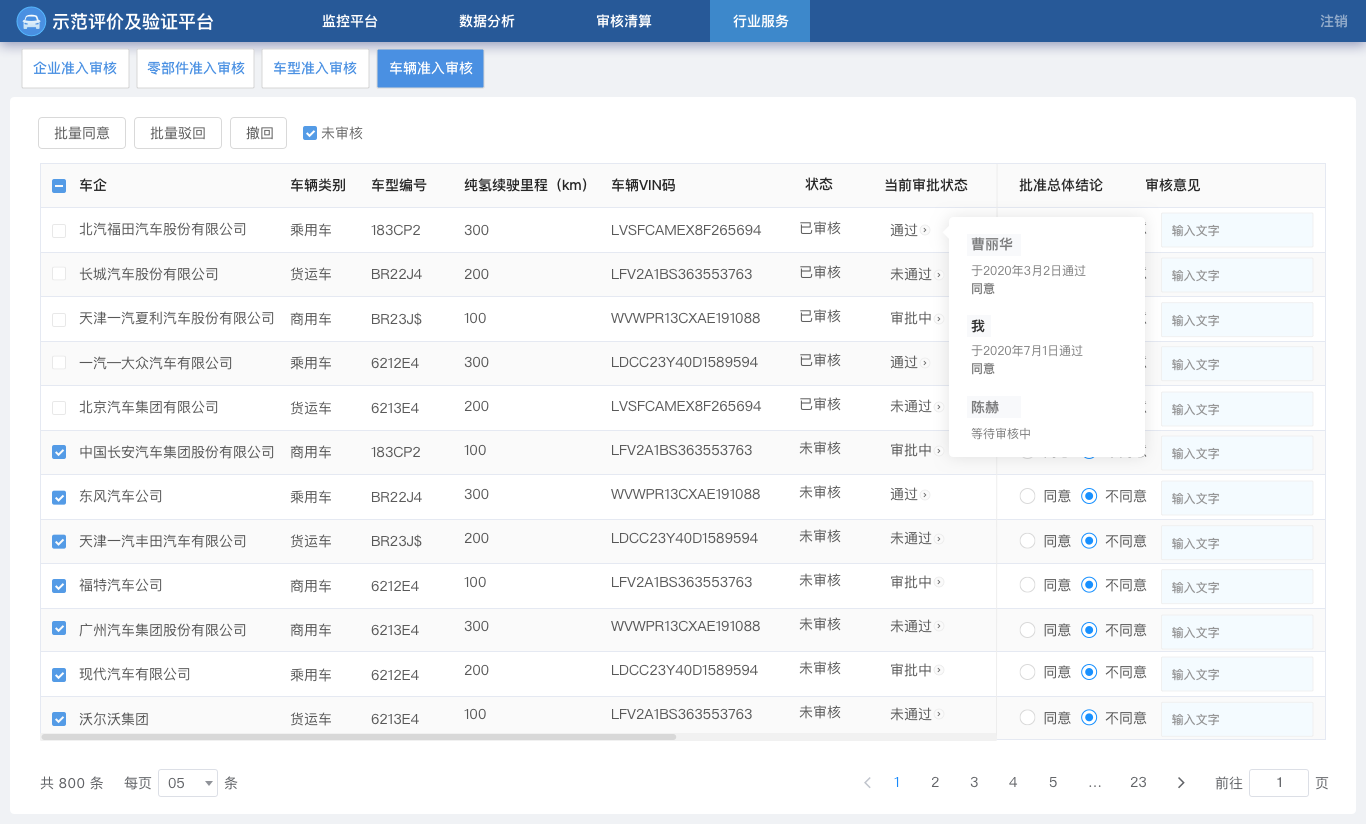 示范评价及验证平台 监控平台 数据分析 审核清算 行业服务 注销
企业准入审核 零部件准入审核 车型准入审核 车辆准入审核
批量同意 批量驳回 撤回 未审核
车企 车辆类别 车型编号 纯氢续驶里程（km） 车辆VIN码 状态 当前审批状态 批准总体结论 审核意见
北汽福田汽车股份有限公司 乘用车 183CP2 300 LVSFCAMEX8F265694 已审核 通过 输入文字
长城汽车股份有限公司 货运车 BR22J4 200 LFV2A1BS363553763 已审核 未通过 输入文字
天津一汽夏利汽车股份有限公司 商用车 BR23J$ 100 WVWPR13CXAE191088 已审核 审批中 输入文字
一汽一大众汽车有限公司 乘用车 6212E4 300 LDCC23Y40D1589594 已审核 通过 输入文字
北京汽车集团有限公司 货运车 6213E4 200 LVSFCAMEX8F265694 已审核 未通过 输入文字
中国长安汽车集团股份有限公司 商用车 183CP2 100 LFV2A1BS363553763 未审核 审批中 输入文字
东风汽车公司 乘用车 BR22J4 300 WVWPR13CXAE191088 未审核 通过 同意 不同意 输入文字
天津一汽丰田汽车有限公司 货运车 BR23J$ 200 LDCC23Y40D1589594 未审核 未通过 同意 不同意 输入文字
福特汽车公司 商用车 6212E4 100 LFV2A1BS363553763 未审核 审批中 同意 不同意 输入文字
广州汽车集团股份有限公司 商用车 6213E4 300 WVWPR13CXAE191088 未审核 未通过 同意 不同意 输入文字
现代汽车有限公司 乘用车 6212E4 200 LDCC23Y40D1589594 未审核 审批中 同意 不同意 输入文字
沃尔沃集团 货运车 6213E4 100 LFV2A1BS363553763 未审核 未通过 同意 不同意 输入文字
曹丽华
于2020年3月2日通过
同意
我
于2020年7月1日通过
同意
陈赫
等待审核中
共 800 条 每页 05 条 1 2 3 4 5 ... 23 前往 1 页